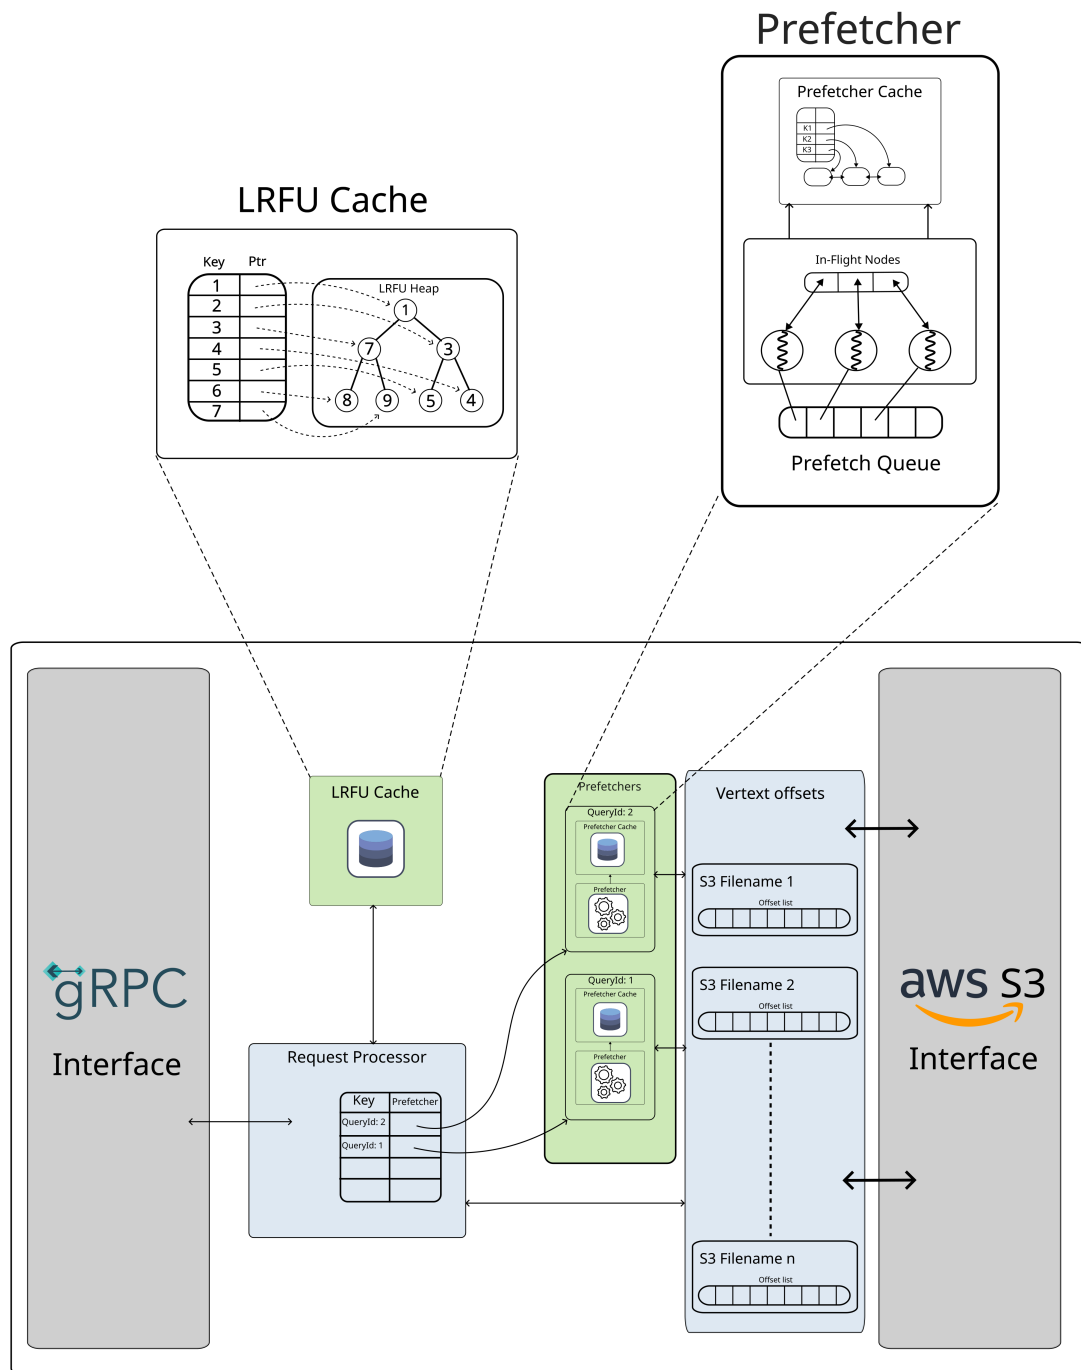 Prefetcher
Prefetcher Cache
K1
K2
K3
In-Flight Nodes
Prefetch Queue
LRFU Cache
Key Ptr
1
2
3
4
5
6
7
LRFU Heap
1
7 3
8 9 5 4
gRPC
Interface
LRFU Cache
Request Processor
Key Prefetcher
QueryId: 2
QueryId: 1
Prefetchers
QueryId: 2
Prefetcher Cache
Prefetcher
QueryId: 1
Prefetcher Cache
Prefetcher
Vertext offsets
S3 Filename 1
Offset list
S3 Filename 2
Offset list
S3 Filename n
Offset list
aws S3
Interface